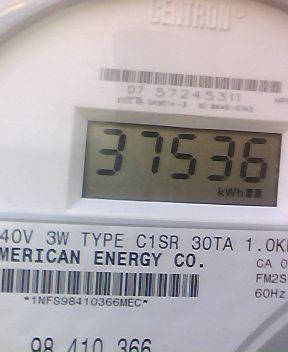 CENTRON®
07 57245311
37536
kWh
40V 3W TYPE C1SR 30TA 1.0K
MERICAN ENERGY CO.
CA 0
FM2S
60Hz
*1NFS98410366MEC*
98 410 366